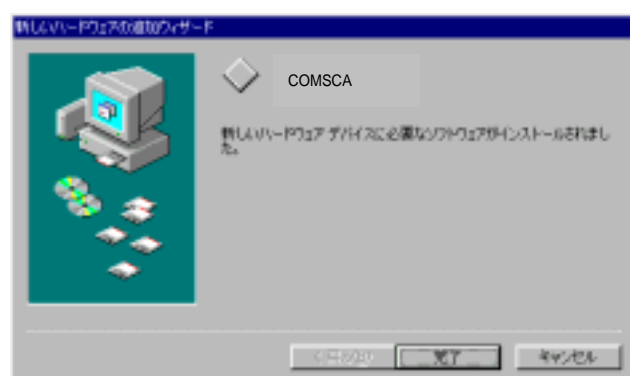 新しいハードウェアの追加ウィザード
COMSCA
新しいハードウェア デバイスに必要なソフトウェアがインストールされまし
た。
完了
キャンセル